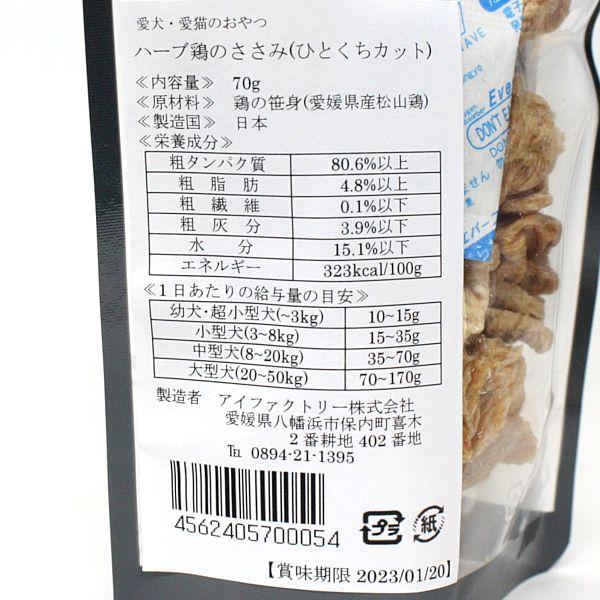 愛犬・愛猫のおやつ
ハーブ鶏のささみ(ひとくちカット)
≪内容量≫ 70g
≪原材料≫ 鶏の笹身(愛媛県産松山鶏)
≪製造国≫ 日本
≪栄養成分≫
粗タンパク質 80.6%以上
粗脂肪 4.8%以上
粗繊維 0.1%以下
粗灰分 3.9%以下
水分 15.1%以下
エネルギー 323kcal/100g
≪1日あたりの給与量の目安≫
幼犬・超小型犬(~3kg) 10~15g
小型犬(3~8kg) 15~35g
中型犬(8~20kg) 35~70g
大型犬(20~50kg) 70~170g
製造者 アイファクトリー株式会社
愛媛県八幡浜市保内町喜木
2番耕地402番地
℡ 0894-21-1395
4562405700054
プラ
紙
【賞味期限 2023/01/20】
DON'T E